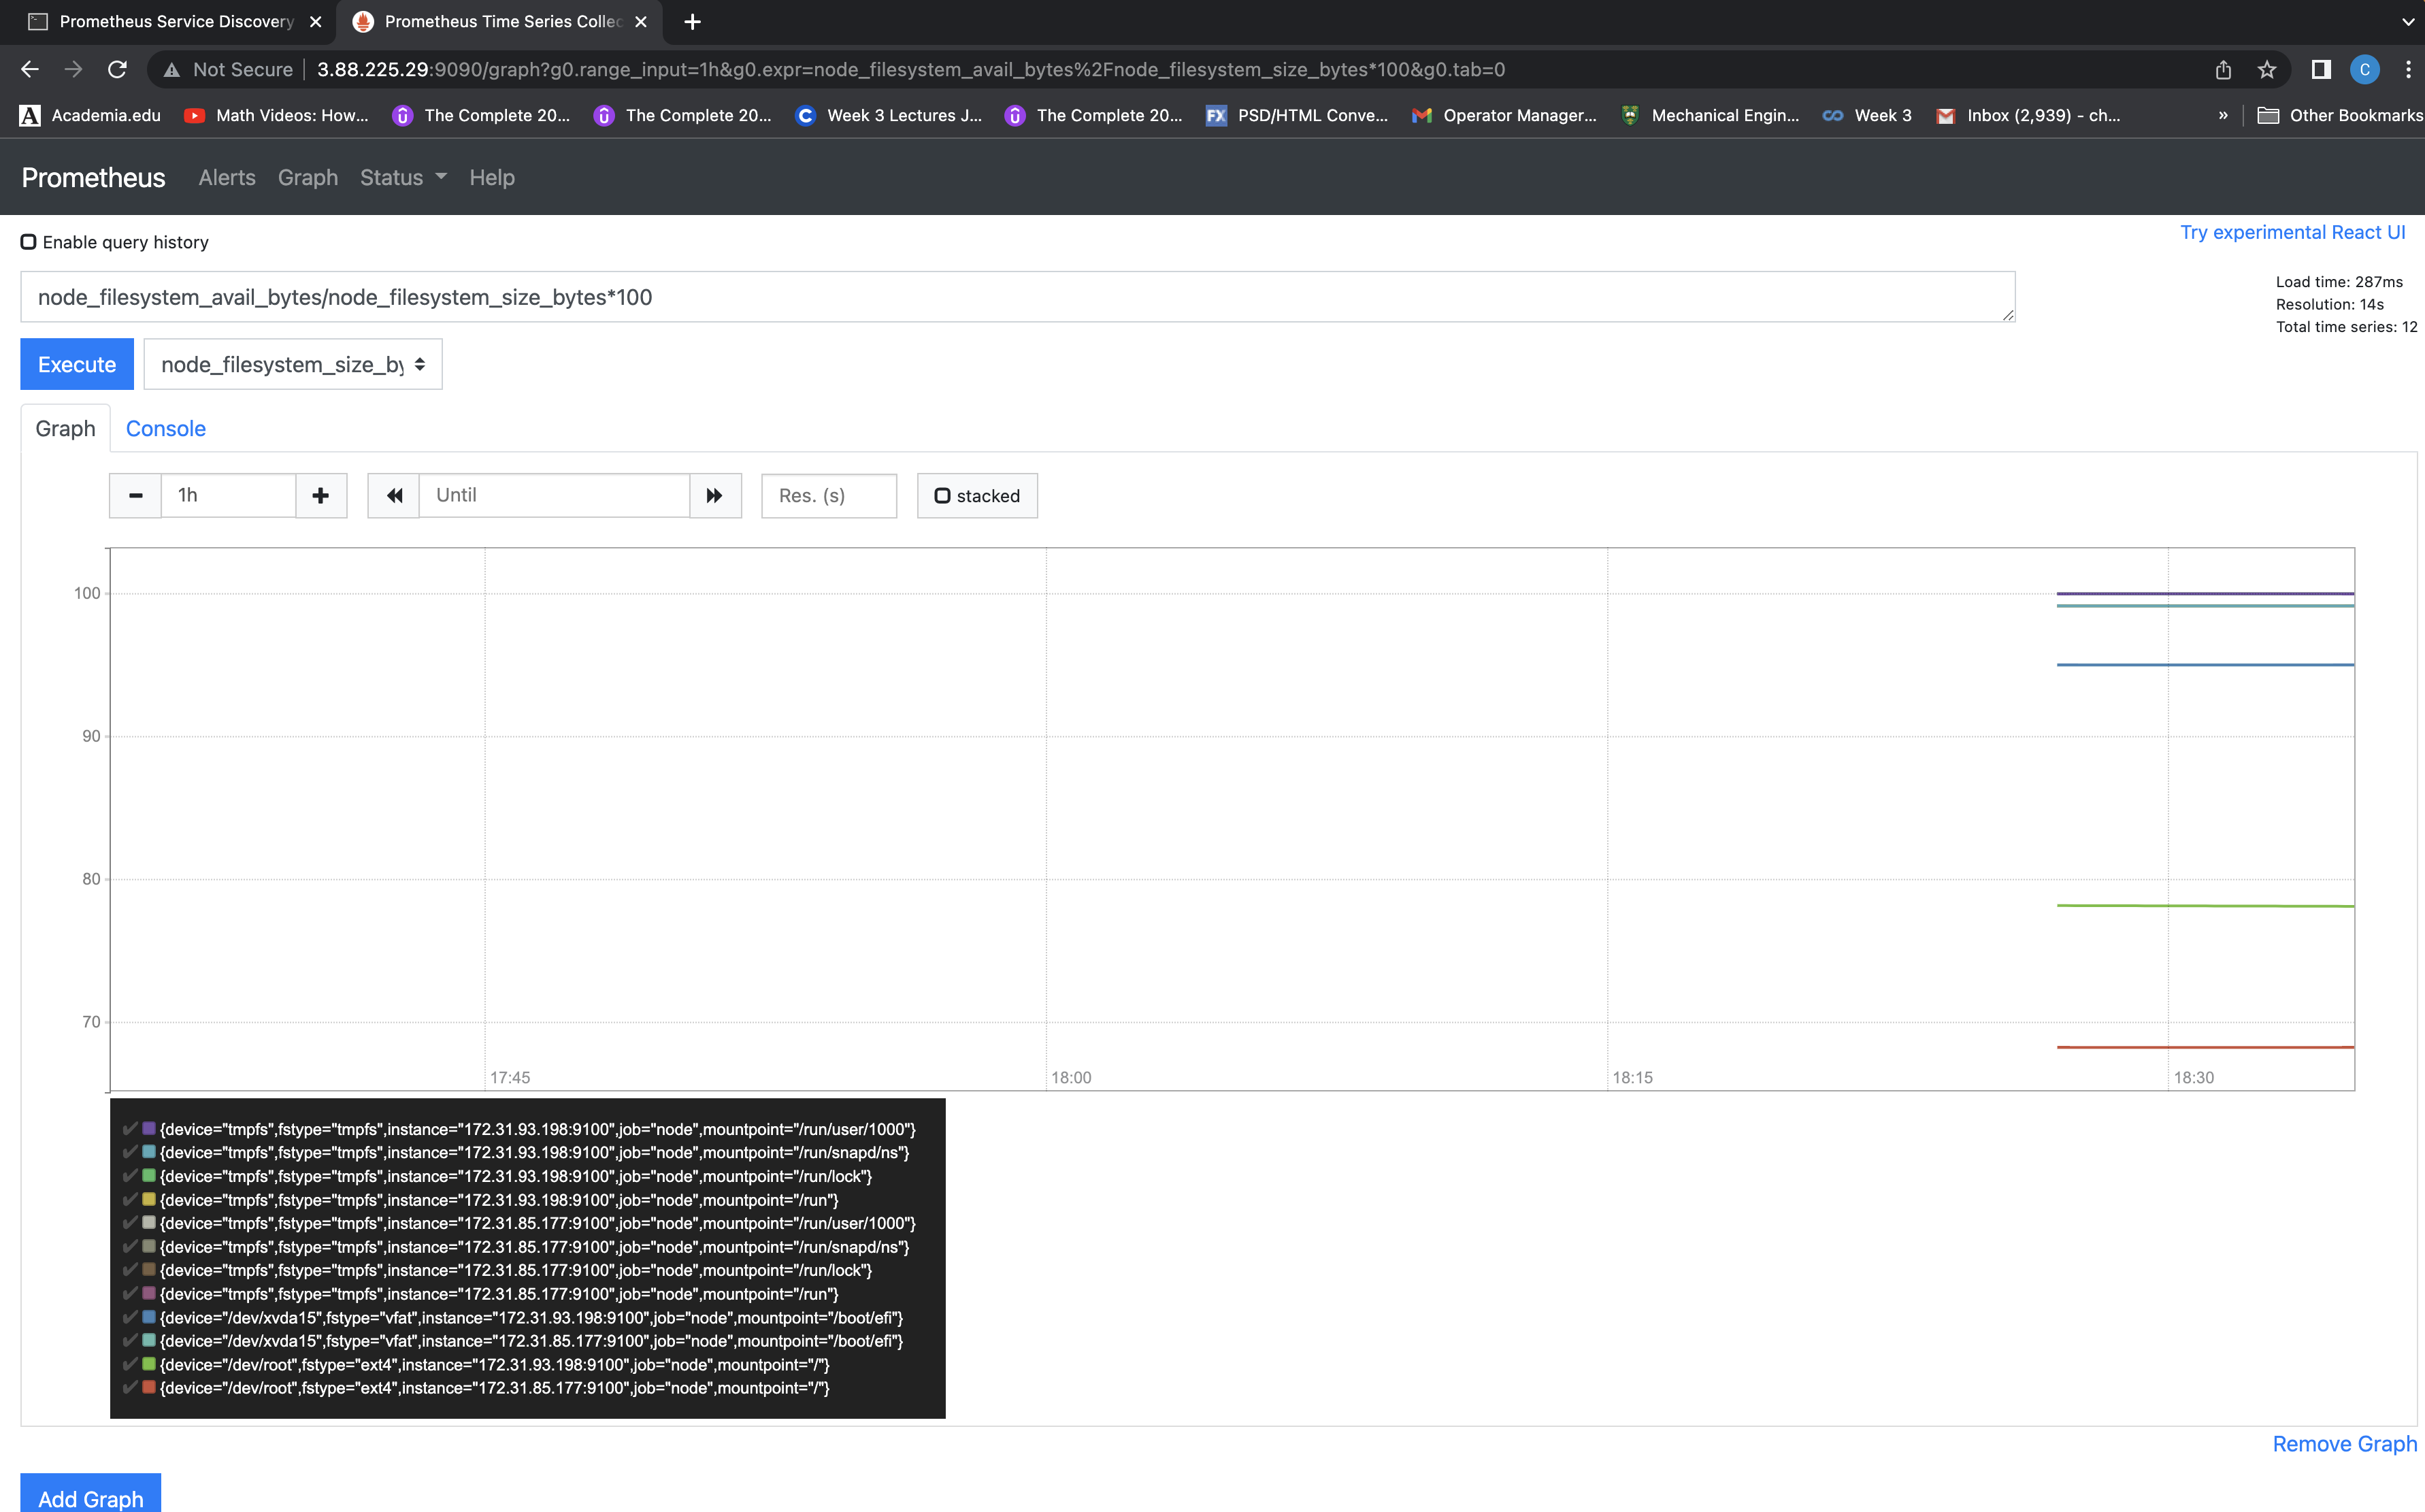 Prometheus Service Discovery
Prometheus Time Series Collec
Not Secure 3.88.225.29:9090/graph?g0.range_input=1h&g0.expr=node_filesystem_avail_bytes%2Fnode_filesystem_size_bytes*100&g0.tab=0
C
Academia.edu Math Videos: How... The Complete 20... The Complete 20... Week 3 Lectures J... The Complete 20... PSD/HTML Conve... Operator Manager... Mechanical Engin... Week 3 Inbox (2,939) - ch... » Other Bookmarks
Prometheus Alerts Graph Status Help
Enable query history
Try experimental React UI
node_filesystem_avail_bytes/node_filesystem_size_bytes*100
Load time: 287ms
Resolution: 14s
Total time series: 12
Execute node_filesystem_size_by
Graph Console
1h Until Res. (s) stacked
100
90
80
70
17:45 18:00 18:15 18:30
{device="tmpfs",fstype="tmpfs",instance="172.31.93.198:9100",job="node",mountpoint="/run/user/1000"}
{device="tmpfs",fstype="tmpfs",instance="172.31.93.198:9100",job="node",mountpoint="/run/snapd/ns"}
{device="tmpfs",fstype="tmpfs",instance="172.31.93.198:9100",job="node",mountpoint="/run/lock"}
{device="tmpfs",fstype="tmpfs",instance="172.31.93.198:9100",job="node",mountpoint="/run"}
{device="tmpfs",fstype="tmpfs",instance="172.31.85.177:9100",job="node",mountpoint="/run/user/1000"}
{device="tmpfs",fstype="tmpfs",instance="172.31.85.177:9100",job="node",mountpoint="/run/snapd/ns"}
{device="tmpfs",fstype="tmpfs",instance="172.31.85.177:9100",job="node",mountpoint="/run/lock"}
{device="tmpfs",fstype="tmpfs",instance="172.31.85.177:9100",job="node",mountpoint="/run"}
{device="/dev/xvda15",fstype="vfat",instance="172.31.93.198:9100",job="node",mountpoint="/boot/efi"}
{device="/dev/xvda15",fstype="vfat",instance="172.31.85.177:9100",job="node",mountpoint="/boot/efi"}
{device="/dev/root",fstype="ext4",instance="172.31.93.198:9100",job="node",mountpoint="/"}
{device="/dev/root",fstype="ext4",instance="172.31.85.177:9100",job="node",mountpoint="/"}
Remove Graph
Add Graph